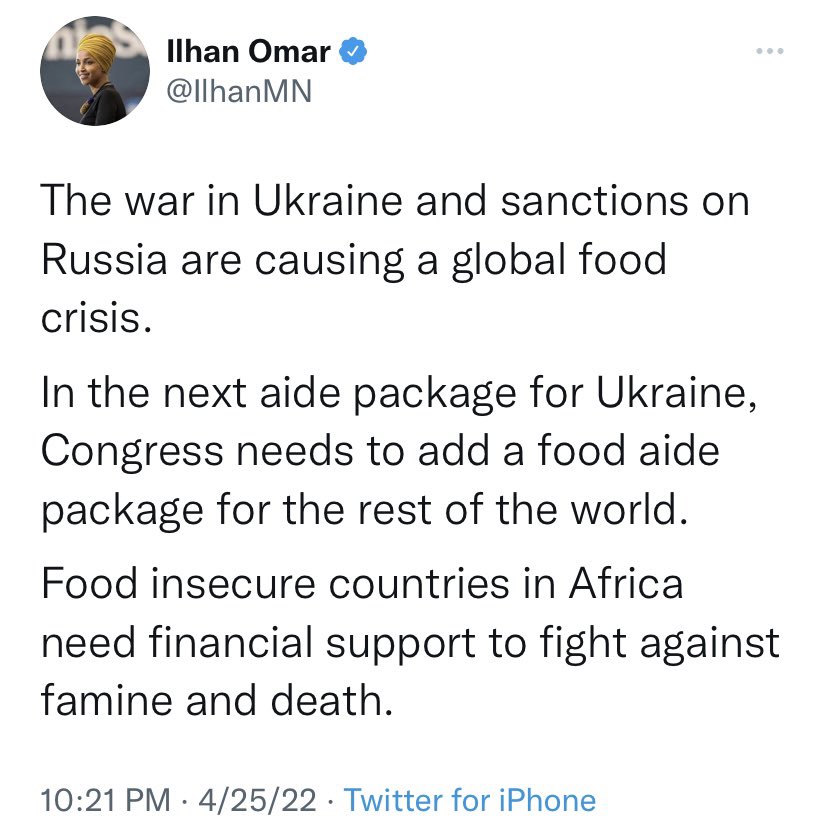 Ilhan Omar
@IlhanMN
The war in Ukraine and sanctions on
Russia are causing a global food
crisis.
In the next aide package for Ukraine,
Congress needs to add a food aide
package for the rest of the world.
Food insecure countries in Africa
need financial support to fight against
famine and death.
10:21 PM · 4/25/22 · Twitter for iPhone